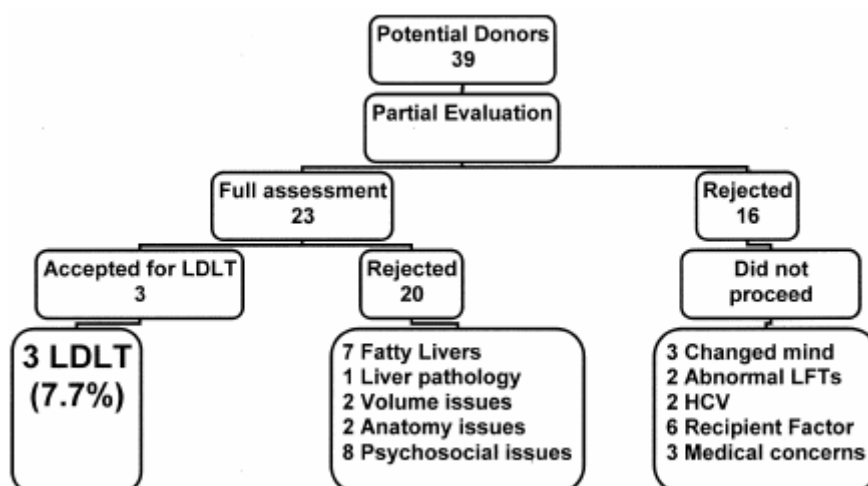 Potential Donors
39
Partial Evaluation
Full assessment
23
Rejected
16
Accepted for LDLT
3
Rejected
20
Did not
proceed
3 LDLT
(7.7%)
7 Fatty Livers
1 Liver pathology
2 Volume issues
2 Anatomy issues
8 Psychosocial issues
3 Changed mind
2 Abnormal LFTs
2 HCV
6 Recipient Factor
3 Medical concerns